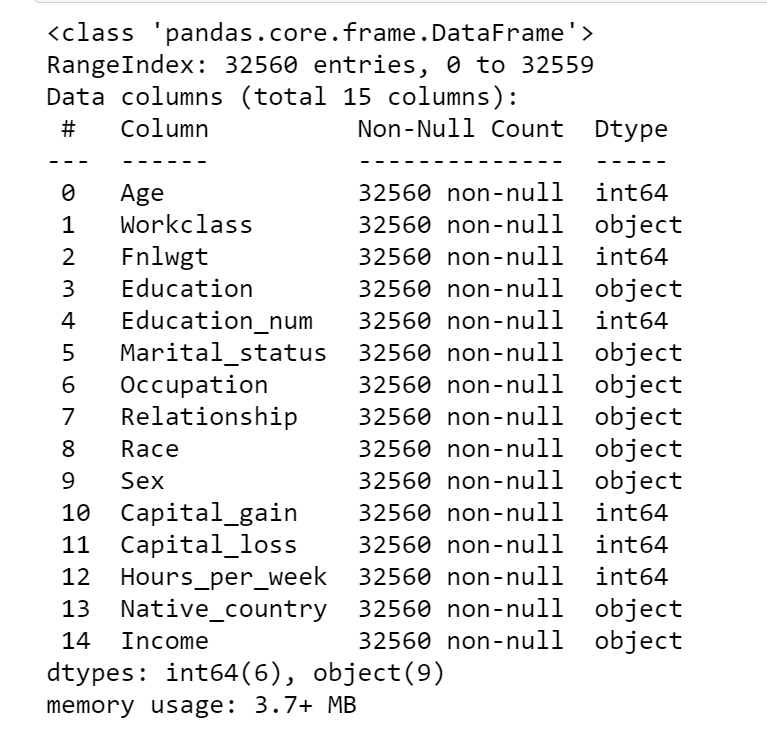 <class 'pandas.core.frame.DataFrame'>
RangeIndex: 32560 entries, 0 to 32559
Data columns (total 15 columns):
 #   Column          Non-Null Count  Dtype
---  ------          --------------  -----
 0   Age             32560 non-null  int64
 1   Workclass       32560 non-null  object
 2   Fnlwgt          32560 non-null  int64
 3   Education       32560 non-null  object
 4   Education_num   32560 non-null  int64
 5   Marital_status  32560 non-null  object
 6   Occupation      32560 non-null  object
 7   Relationship    32560 non-null  object
 8   Race            32560 non-null  object
 9   Sex             32560 non-null  object
 10  Capital_gain    32560 non-null  int64
 11  Capital_loss    32560 non-null  int64
 12  Hours_per_week  32560 non-null  int64
 13  Native_country  32560 non-null  object
 14  Income          32560 non-null  object
dtypes: int64(6), object(9)
memory usage: 3.7+ MB